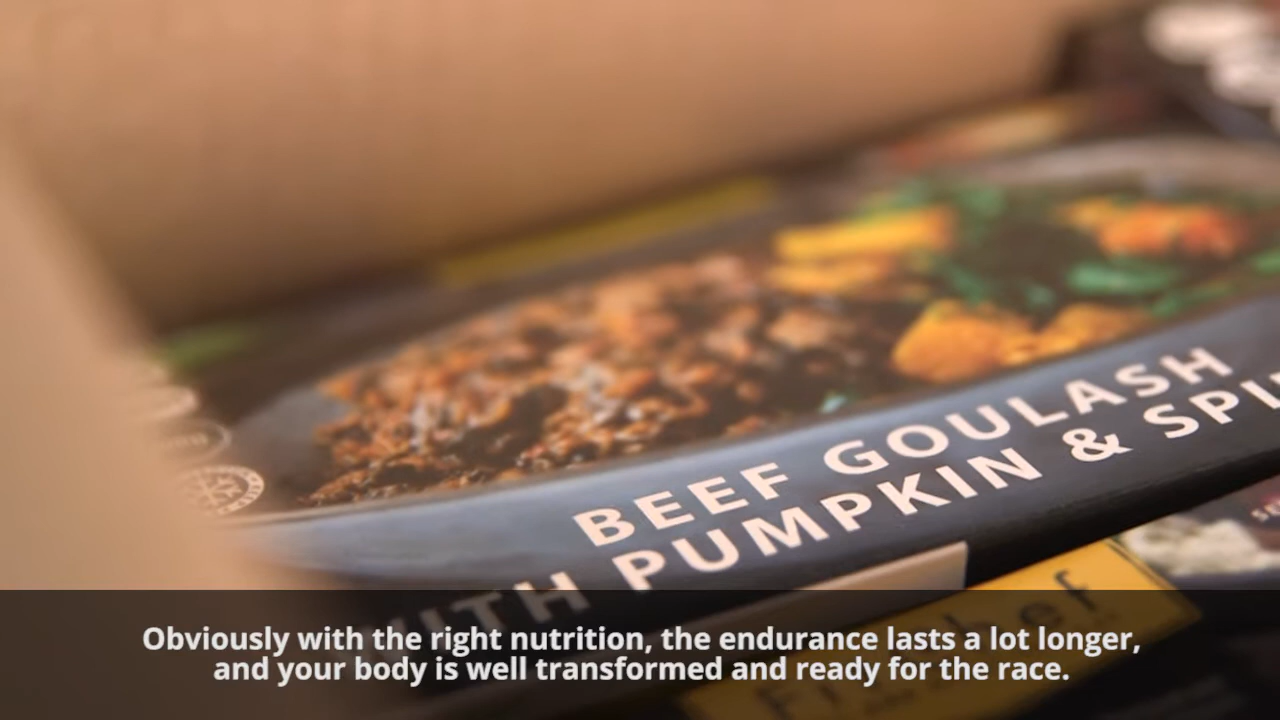 BEEF GOULASH
WITH PUMPKIN & SPI
Obviously with the right nutrition, the endurance lasts a lot longer,
and your body is well transformed and ready for the race.